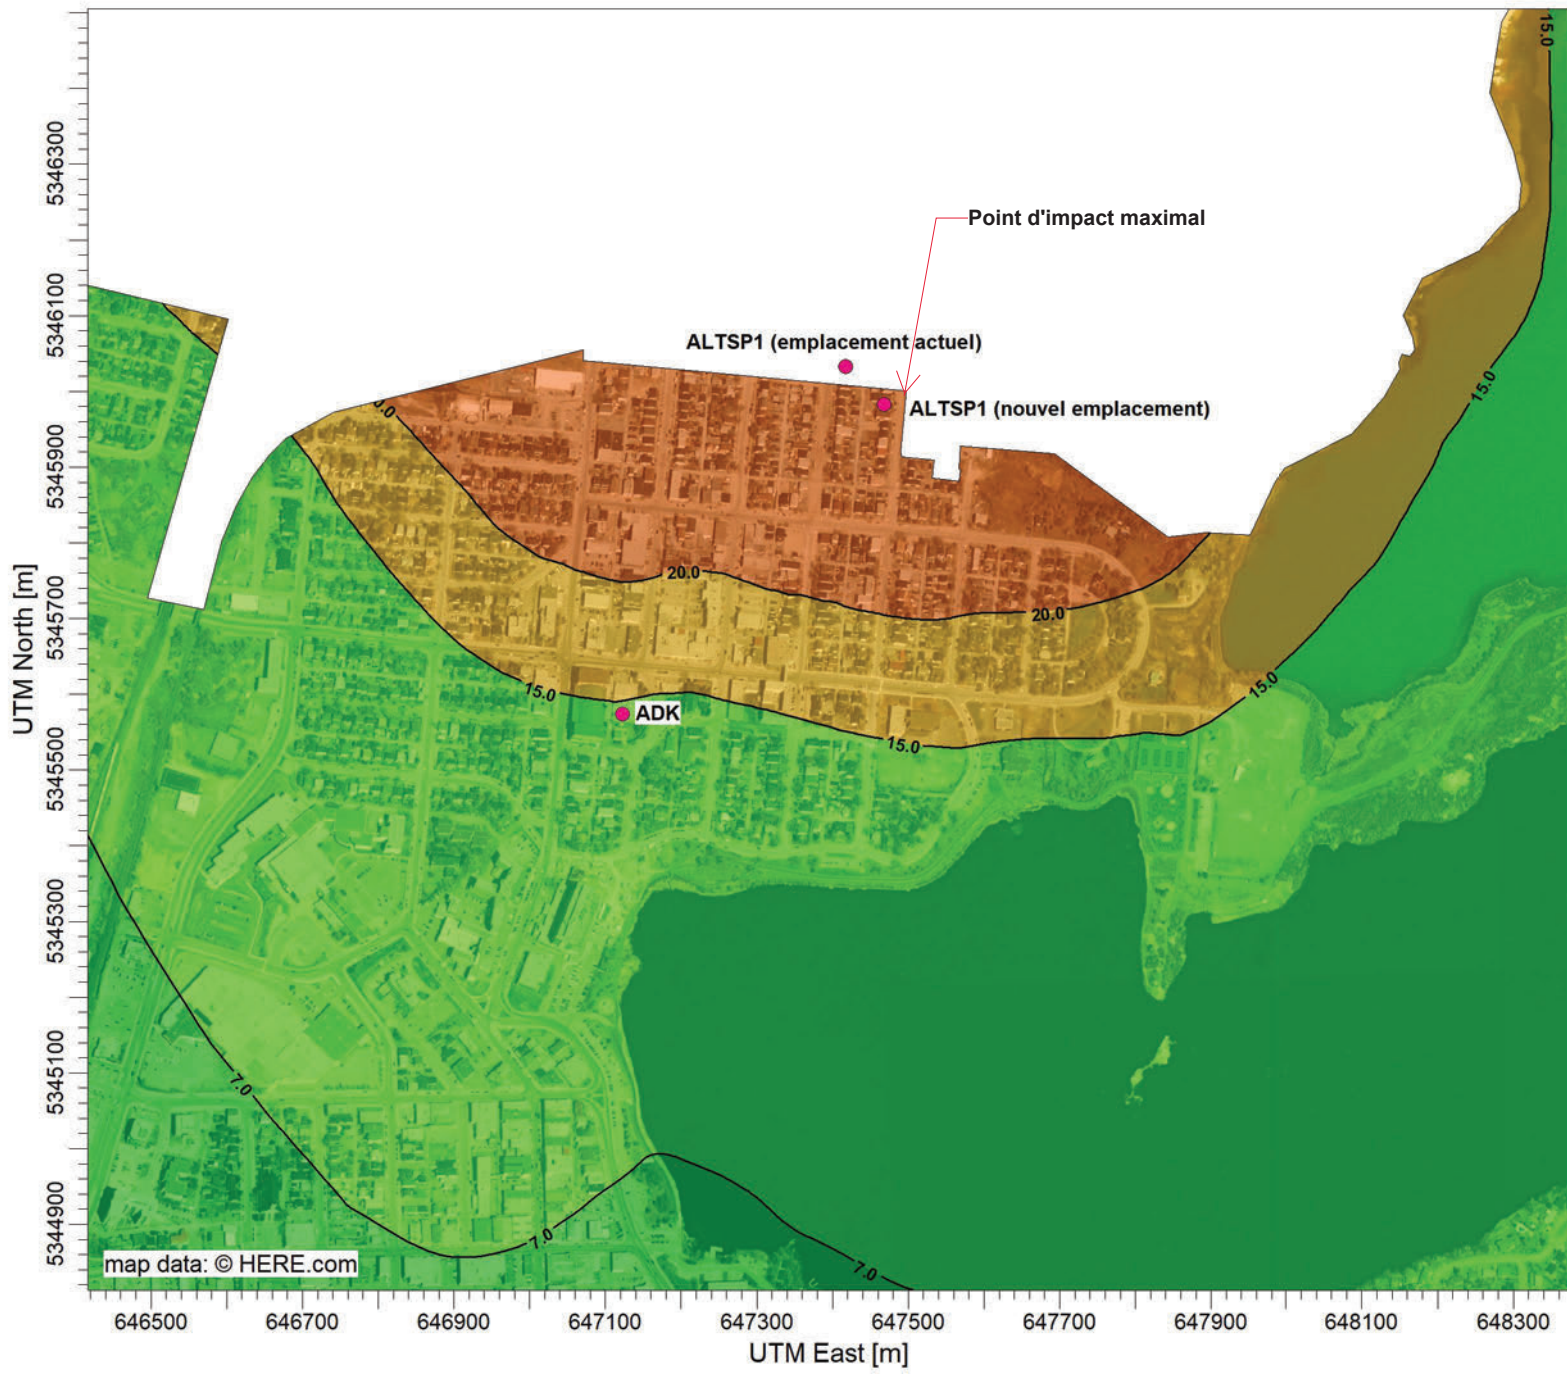 15.0
5346300
Point d'impact maximal
5346100
ALTSP1 (emplacement actuel)
15.0
ALTSP1 (nouvel emplacement)
5345900
20.0
20.0
5345700
15.0
15.0
ADK
15.0
5345500
5345300
5345100
7.0
5344900
7.0
7.0
map data: © HERE.com
UTM North [m]
646500 646700 646900 647100 647300 647500 647700 647900 648100 648300
UTM East [m]